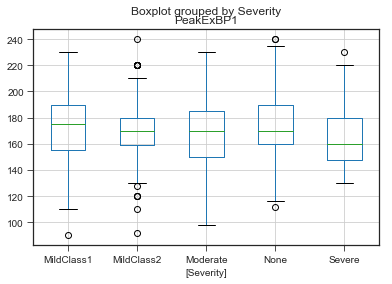 Boxplot grouped by Severity
PeakExBP1
240
220
200
180
160
140
120
100
MildClass1 MildClass2 Moderate None Severe
[Severity]